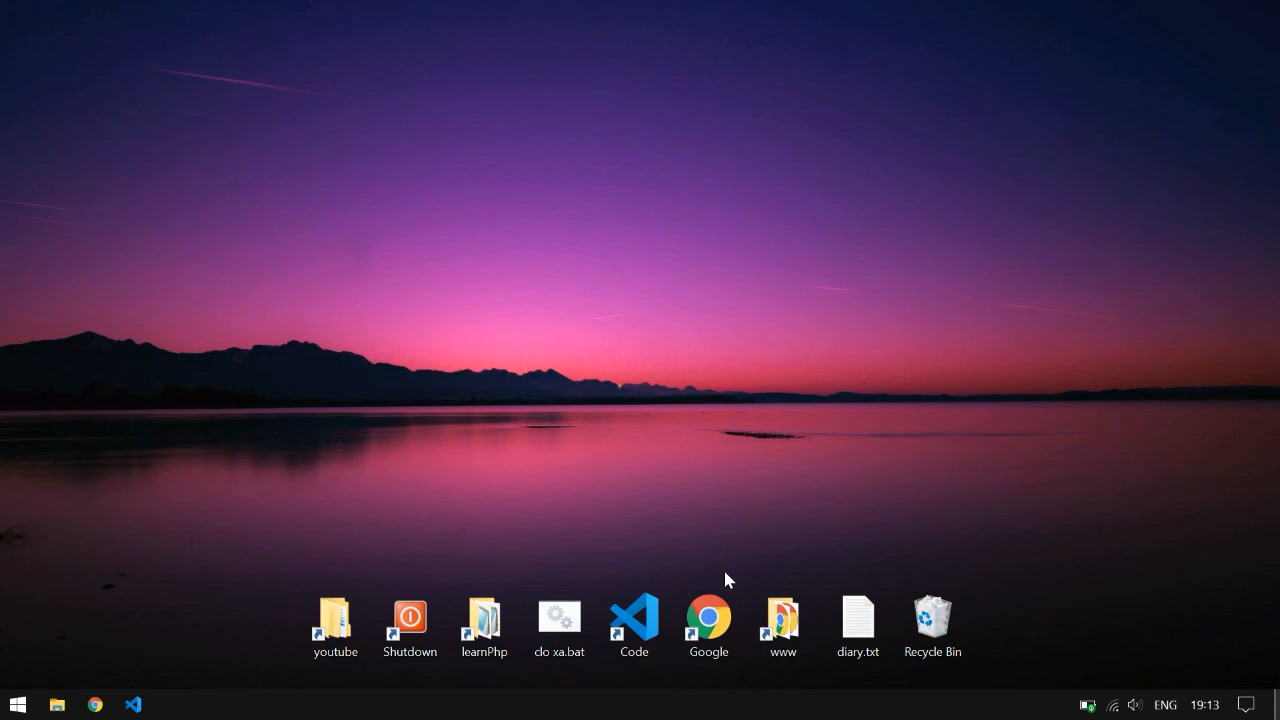 youtube
Shutdown
learnPhp
clo xa.bat
Code
Google
www
diary.txt
Recycle Bin
ENG
19:13